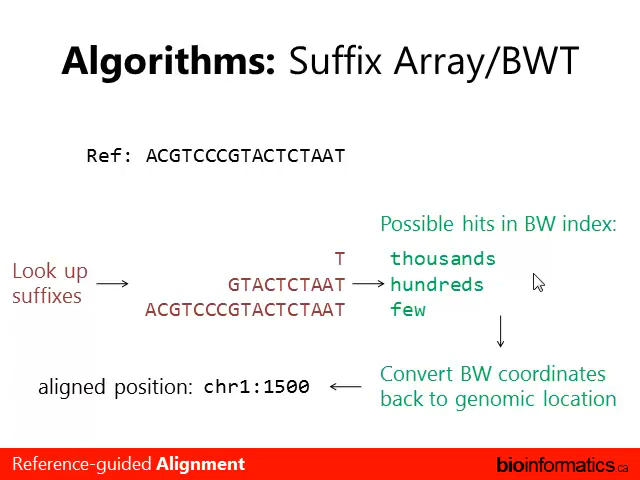 Algorithms: Suffix Array/BWT
Ref: ACGTCCCGTACTCTAAT
Possible hits in BW index:
Look up
suffixes
T
thousands
GTACTCTAAT
hundreds
ACGTCCCGTACTCTAAT
few
Convert BW coordinates
back to genomic location
aligned position: chr1:1500
Reference-guided Alignment
bioinformatics.ca